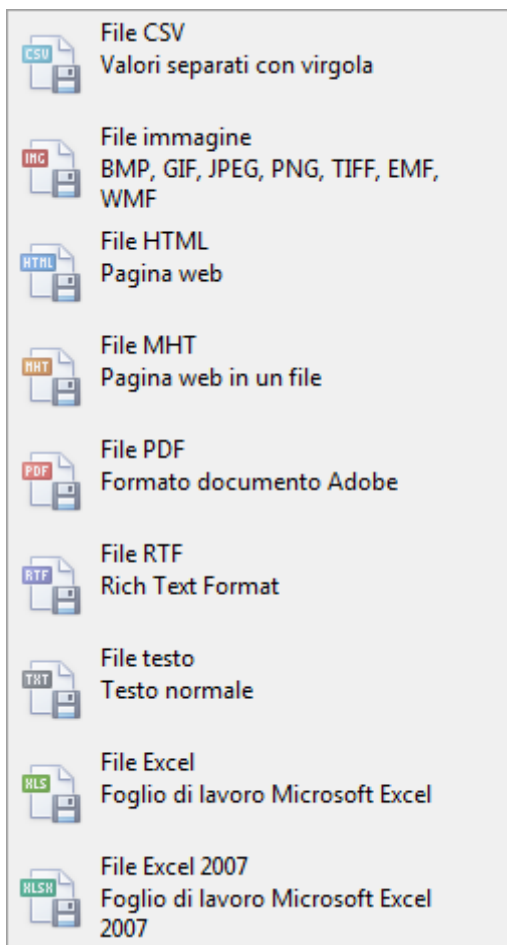 File CSV
CSV
Valori separati con virgola
File immagine
IMG
BMP, GIF, JPEG, PNG, TIFF, EMF,
WMF
File HTML
HTML
Pagina web
File MHT
MHT
Pagina web in un file
File PDF
PDF
Formato documento Adobe
File RTF
RTF
Rich Text Format
File testo
TXT
Testo normale
File Excel
XLS
Foglio di lavoro Microsoft Excel
File Excel 2007
XLSX
Foglio di lavoro Microsoft Excel
2007